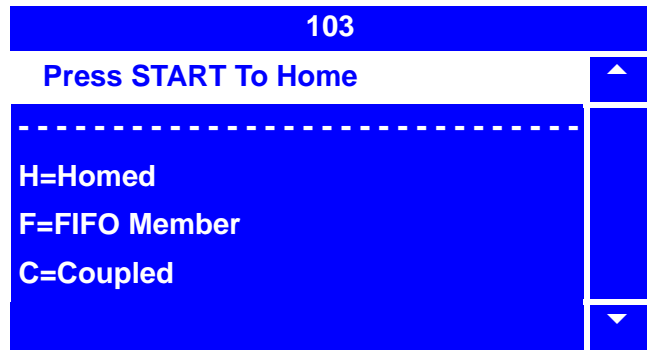 103
Press START To Home
- - - - - - - - - - - - - - - - - - - - - - - - - - - - - -
H=Homed
F=FIFO Member
C=Coupled